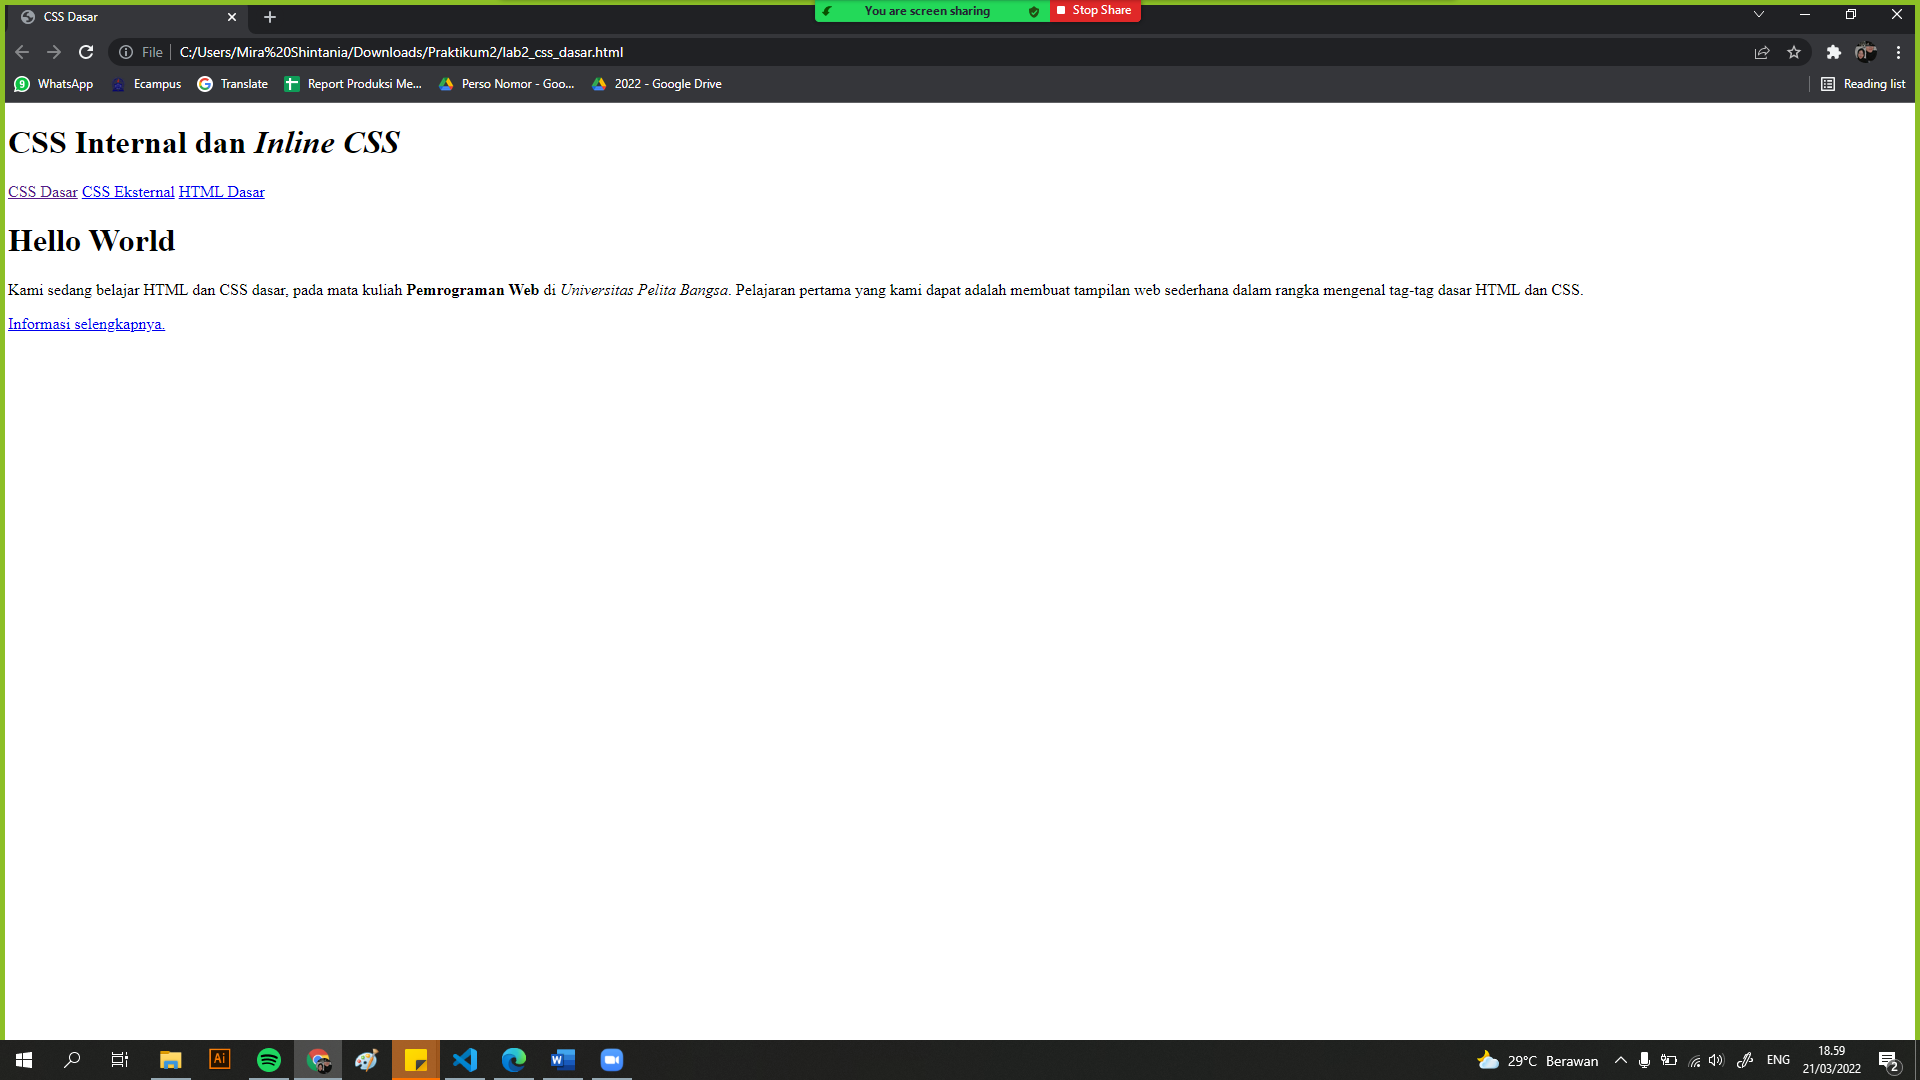 CSS Dasar
You are screen sharing
Stop Share
File
C:/Users/Mira%20Shintania/Downloads/Praktikum2/lab2_css_dasar.html
9 WhatsApp Ecampus Translate Report Produksi Me... Perso Nomor - Goo... 2022 - Google Drive Reading list
CSS Internal dan Inline CSS
CSS Dasar CSS Eksternal HTML Dasar
Hello World
Kami sedang belajar HTML dan CSS dasar, pada mata kuliah Pemrograman Web di Universitas Pelita Bangsa. Pelajaran pertama yang kami dapat adalah membuat tampilan web sederhana dalam rangka mengenal tag-tag dasar HTML dan CSS.
Informasi selengkapnya.
Ai
W
29°C Berawan
ENG
18.59
21/03/2022
2